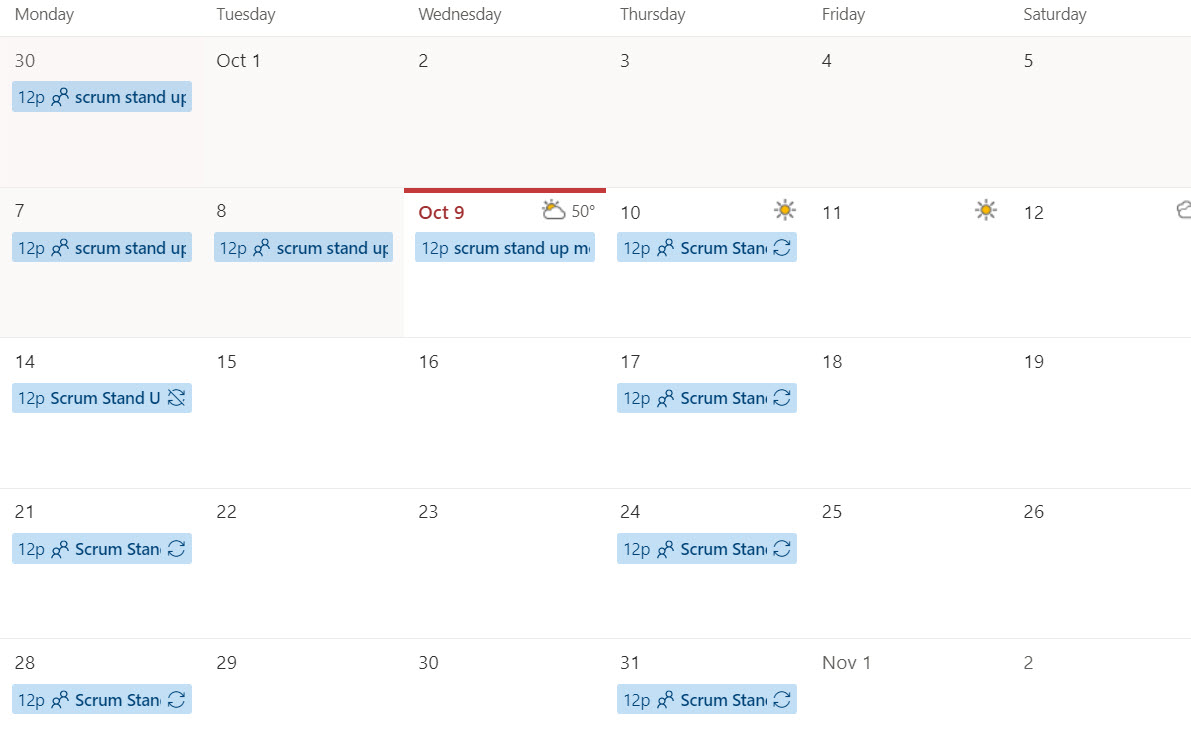 Monday Tuesday Wednesday Thursday Friday Saturday
30 Oct 1 2 3 4 5
12p scrum stand up
7 8 Oct 9 50° 10 11 12
12p scrum stand up 12p scrum stand up 12p scrum stand up m 12p Scrum Stan
14 15 16 17 18 19
12p Scrum Stand U 12p Scrum Stan
21 22 23 24 25 26
12p Scrum Stan 12p Scrum Stan
28 29 30 31 Nov 1 2
12p Scrum Stan 12p Scrum Stan